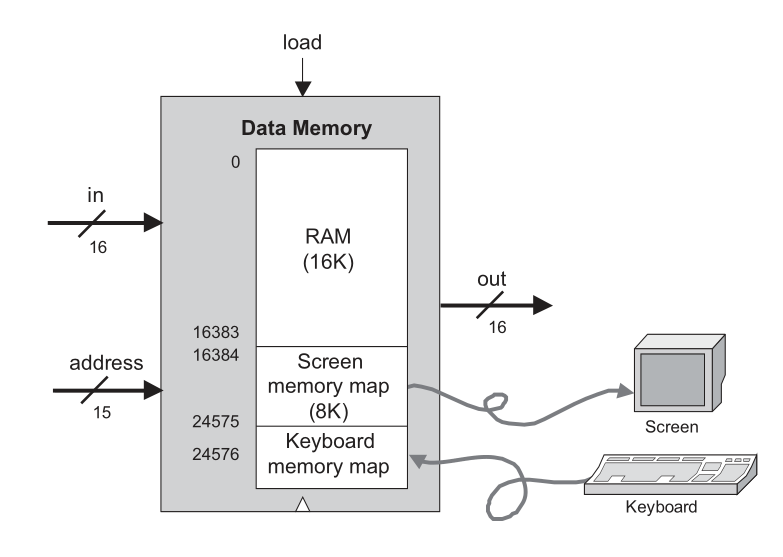 load
Data Memory
0
in
16
RAM
(16K)
out
16
16383
16384
address
15
Screen
memory map
(8K)
24575
24576
Keyboard
memory map
Screen
Keyboard